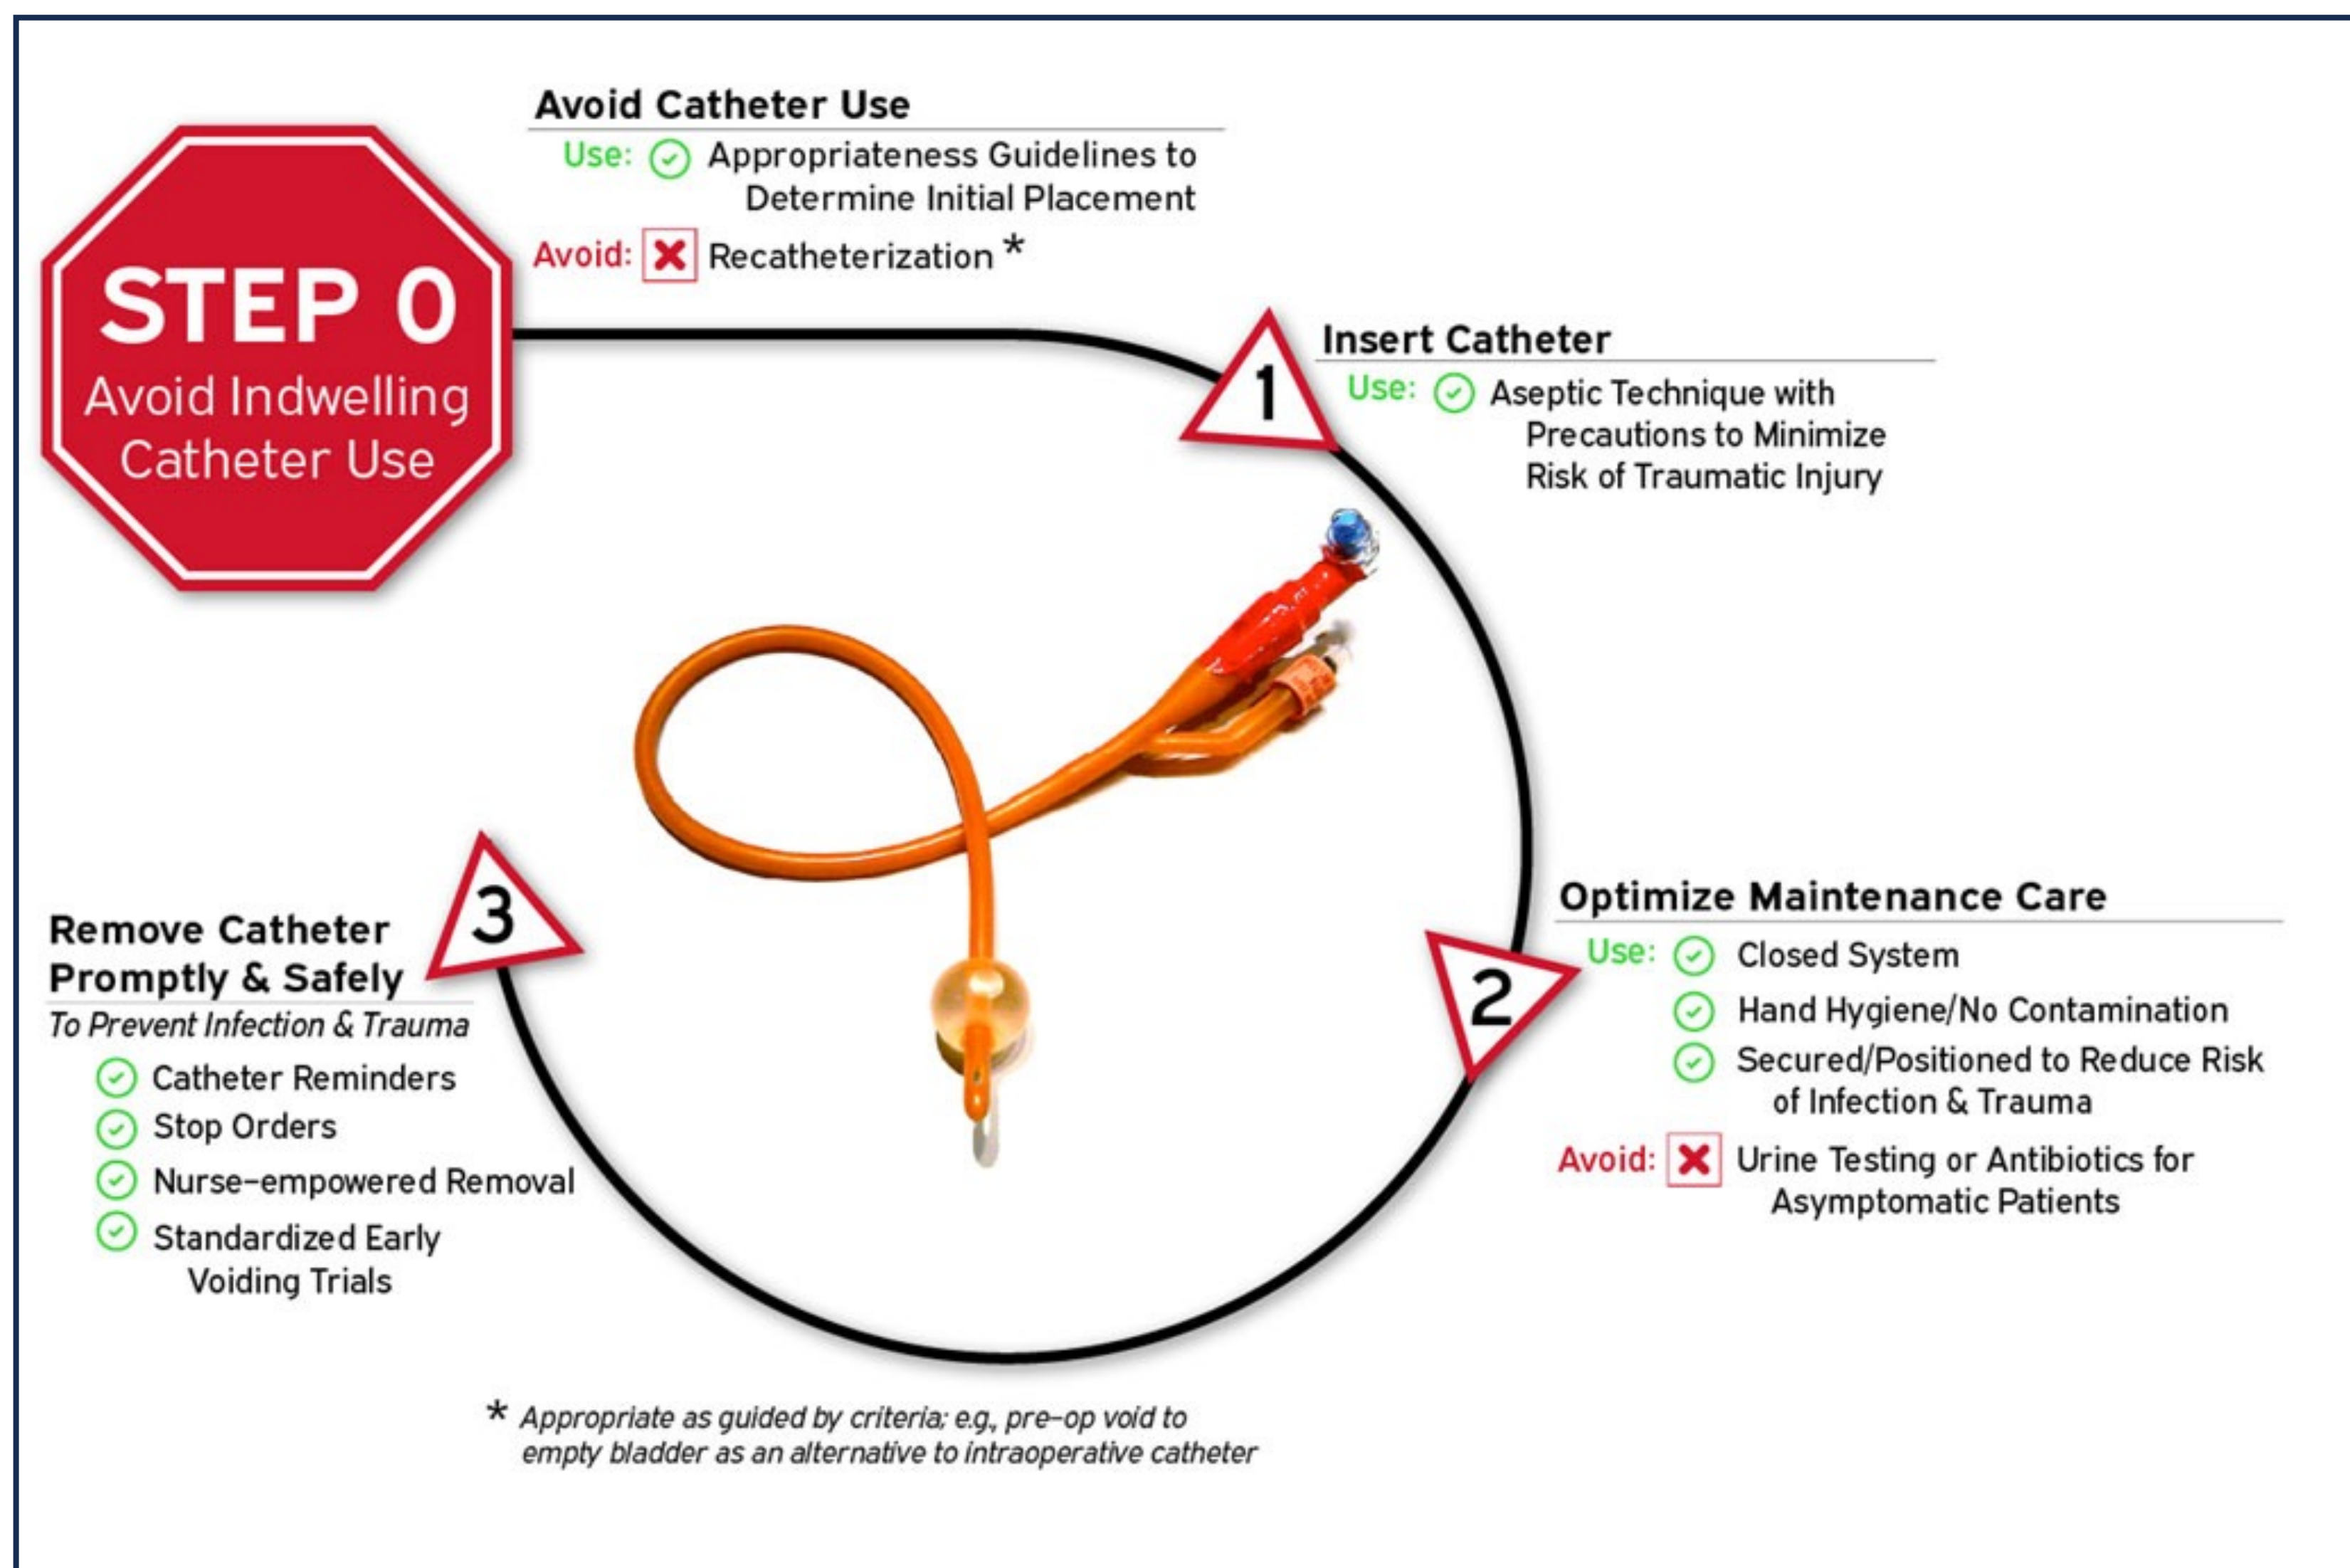 STEP 0
Avoid Indwelling
Catheter Use
Avoid Catheter Use
Use: Appropriateness Guidelines to
Determine Initial Placement
Avoid: Recatheterization *
1
Insert Catheter
Use: Aseptic Technique with
Precautions to Minimize
Risk of Traumatic Injury
2
Optimize Maintenance Care
Use: Closed System
Hand Hygiene/No Contamination
Secured/Positioned to Reduce Risk
of Infection & Trauma
Avoid: Urine Testing or Antibiotics for
Asymptomatic Patients
3
Remove Catheter
Promptly & Safely
To Prevent Infection & Trauma
Catheter Reminders
Stop Orders
Nurse-empowered Removal
Standardized Early
Voiding Trials
* Appropriate as guided by criteria; e.g., pre-op void to
empty bladder as an alternative to intraoperative catheter